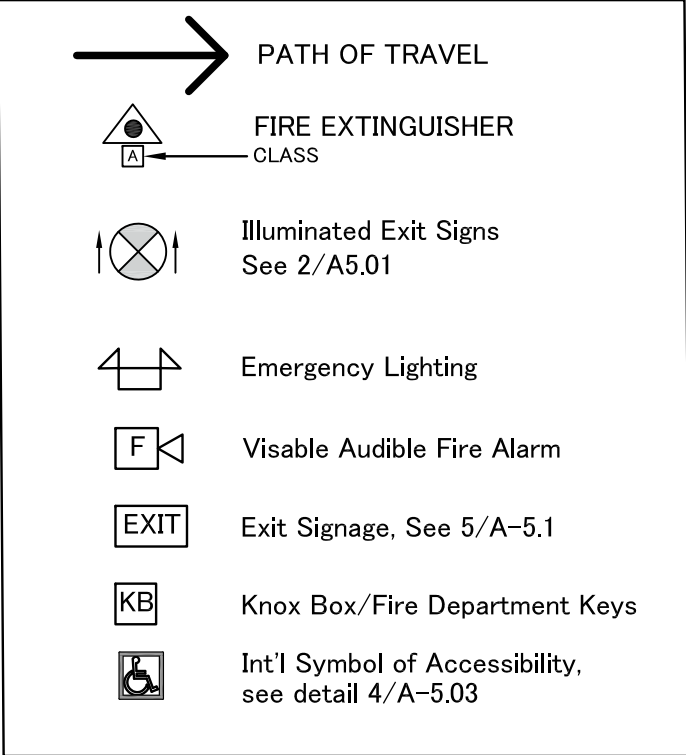 PATH OF TRAVEL
FIRE EXTINGUISHER
A CLASS
Illuminated Exit Signs
See 2/A5.01
Emergency Lighting
F Visable Audible Fire Alarm
EXIT Exit Signage, See 5/A-5.1
KB Knox Box/Fire Department Keys
Int'l Symbol of Accessibility,
see detail 4/A-5.03